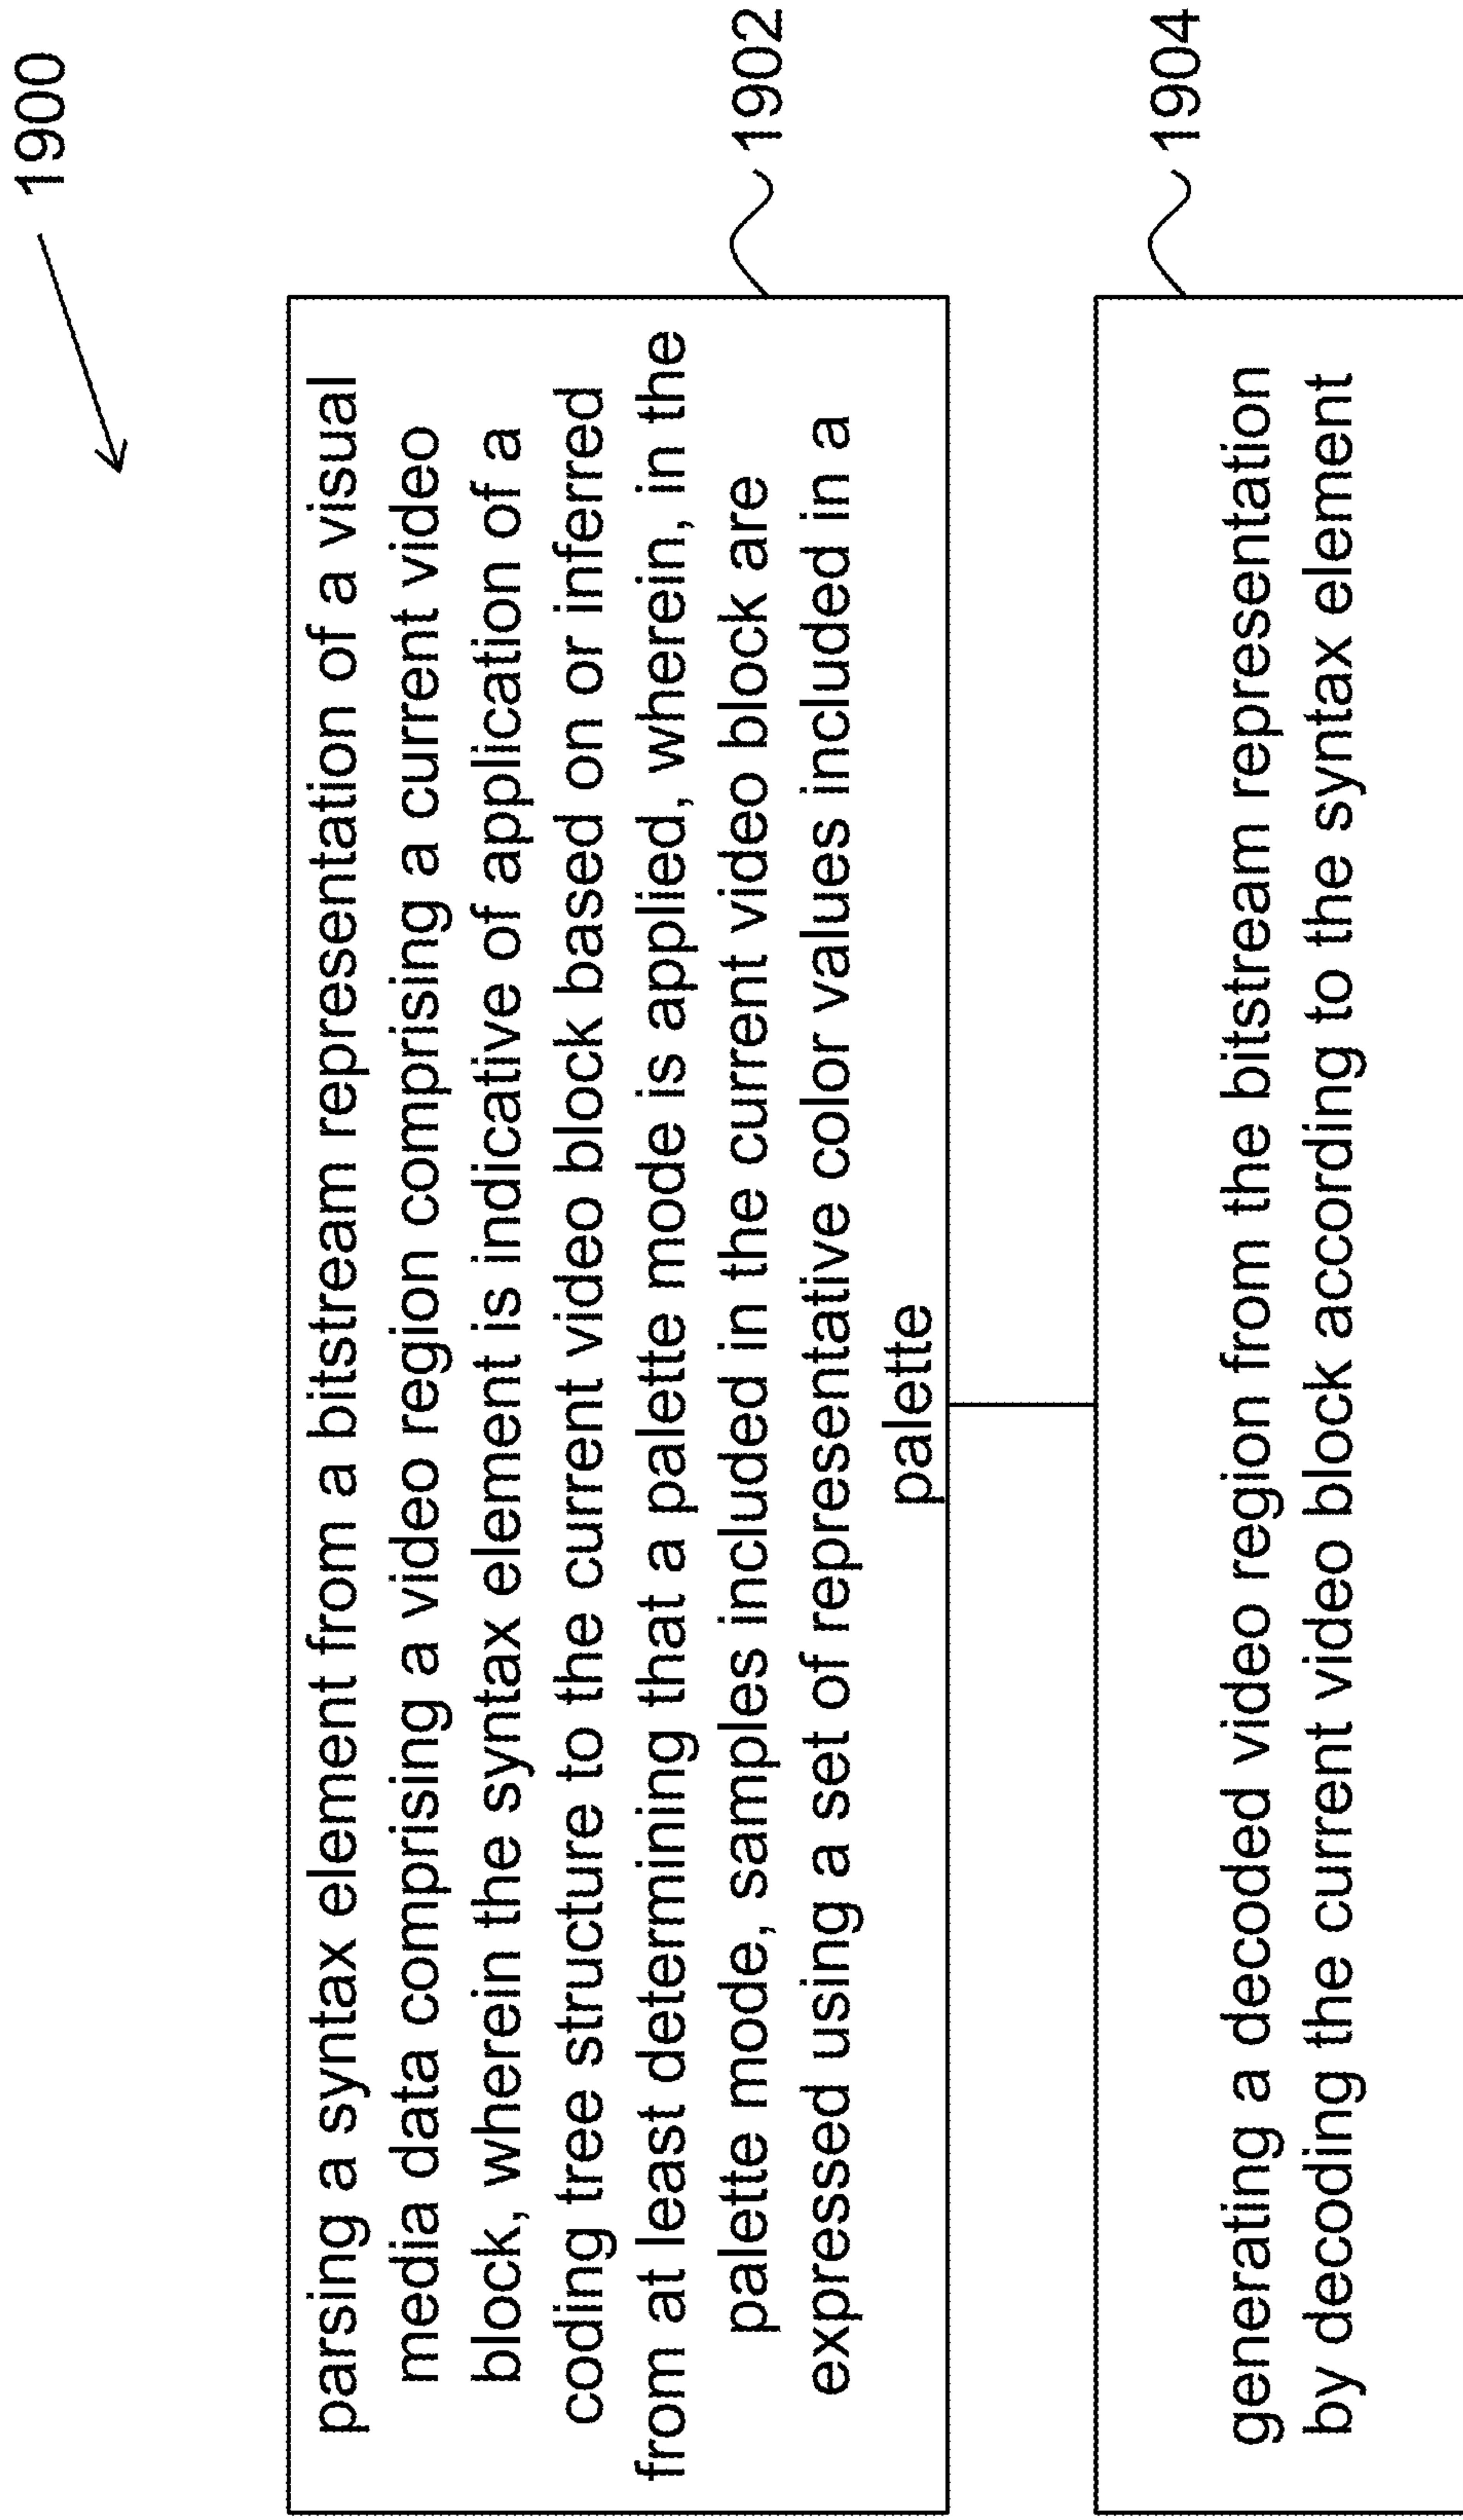 1900
parsing a syntax element from a bitstream representation of a visual
media data comprising a video region comprising a current video
block, wherein the syntax element is indicative of application of a
coding tree structure to the current video block based on or inferred
from at least determining that a palette mode is applied, wherein, in the
palette mode, samples included in the current video block are
expressed using a set of representative color values included in a
palette
1902
generating a decoded video region from the bitstream representation
by decoding the current video block according to the syntax element
1904